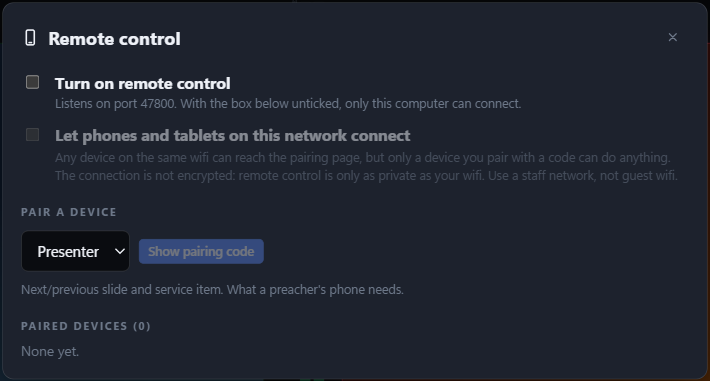 Remote control
Turn on remote control
Listens on port 47800. With the box below unticked, only this computer can connect.
Let phones and tablets on this network connect
Any device on the same wifi can reach the pairing page, but only a device you pair with a code can do anything.
The connection is not encrypted; remote control is only as private as your wifi. Use a staff network, not guest wifi.
PAIR A DEVICE
Presenter
Show pairing code
Next/previous slide and service item. What a preacher's phone needs.
PAIRED DEVICES (0)
None yet.